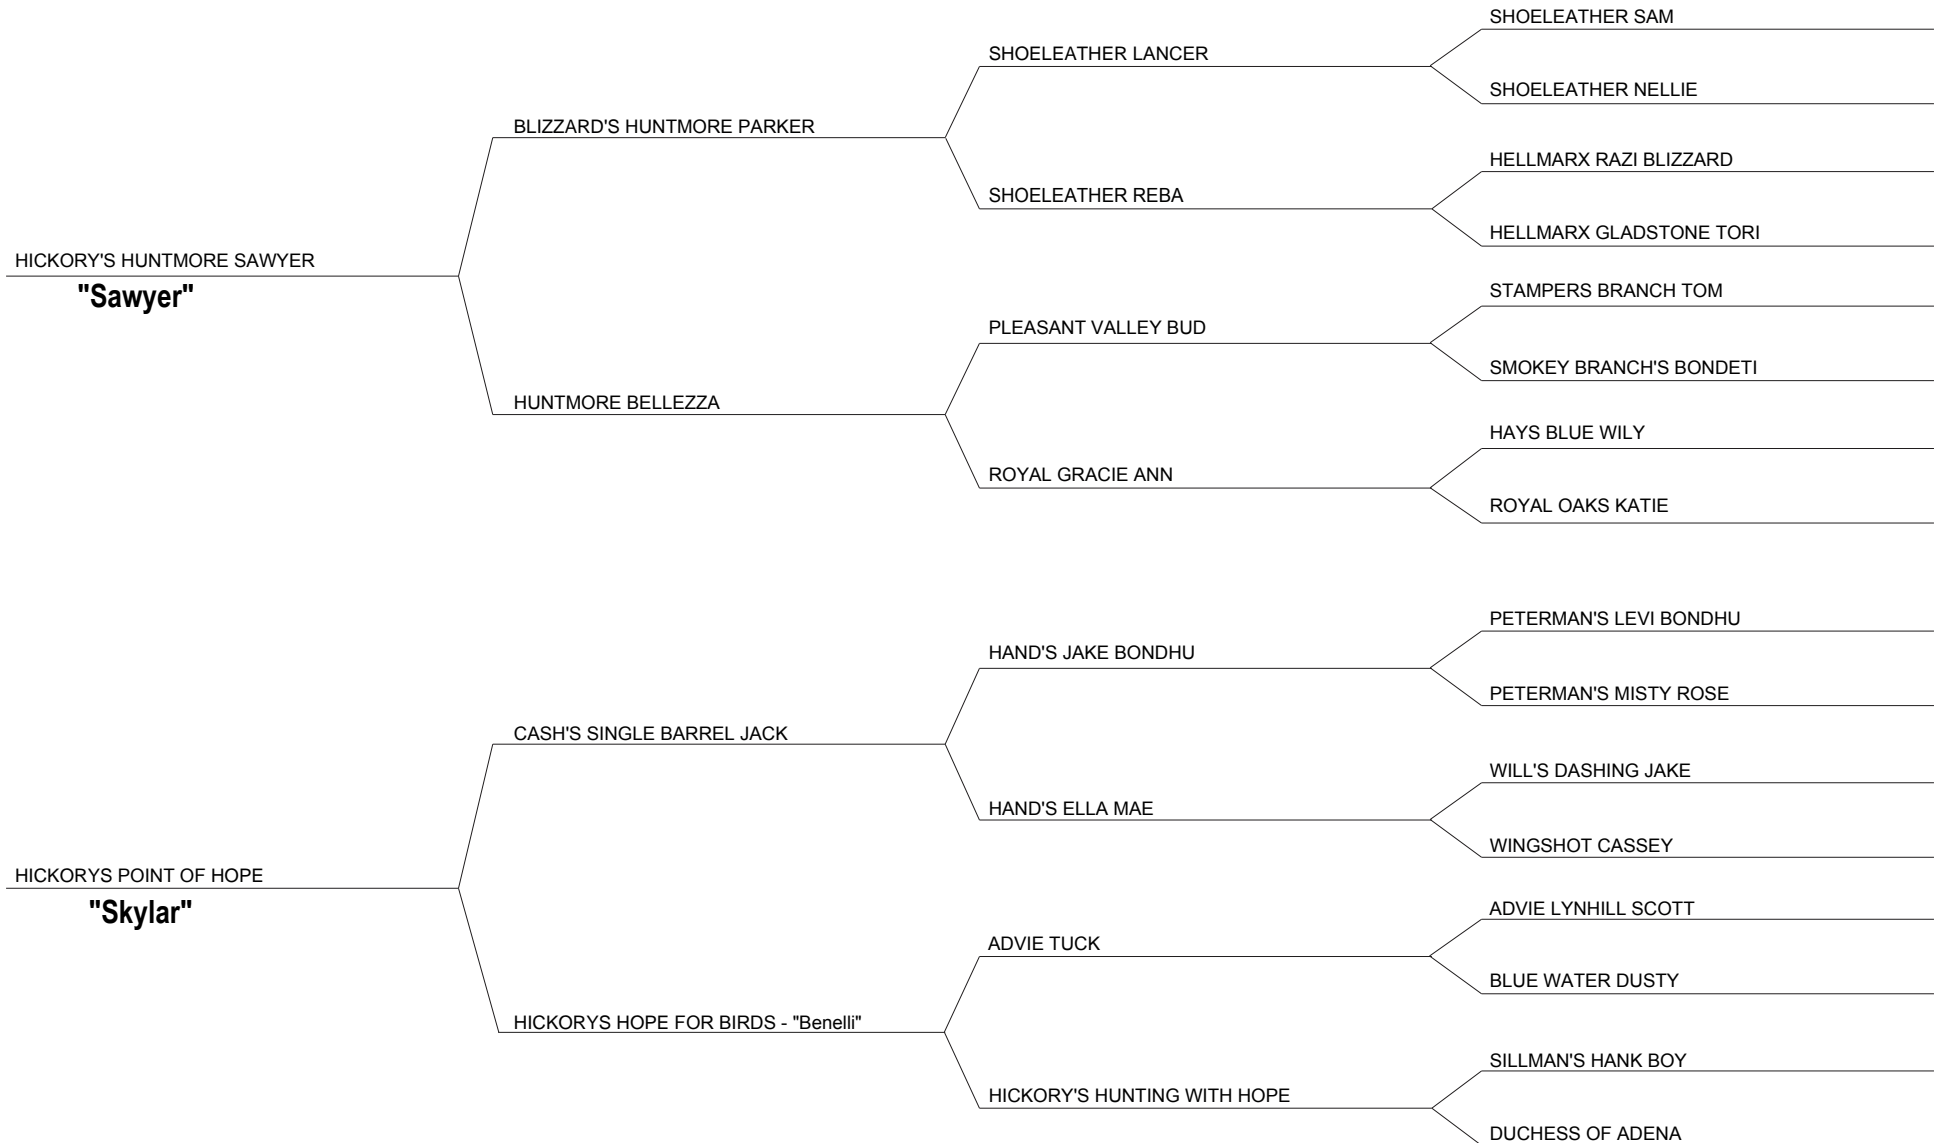 SHOELEATHER SAM
SHOELEATHER LANCER
SHOELEATHER NELLIE
BLIZZARD'S HUNTMORE PARKER
HELLMARX RAZI BLIZZARD
SHOELEATHER REBA
HELLMARX GLADSTONE TORI
HICKORY'S HUNTMORE SAWYER
"Sawyer"
STAMPERS BRANCH TOM
PLEASANT VALLEY BUD
SMOKEY BRANCH'S BONDETI
HUNTMORE BELLEZZA
HAYS BLUE WILY
ROYAL GRACIE ANN
ROYAL OAKS KATIE
PETERMAN'S LEVI BONDHU
HAND'S JAKE BONDHU
PETERMAN'S MISTY ROSE
CASH'S SINGLE BARREL JACK
WILL'S DASHING JAKE
HAND'S ELLA MAE
WINGSHOT CASSEY
HICKORYS POINT OF HOPE
"Skylar"
ADVIE LYNHILL SCOTT
ADVIE TUCK
BLUE WATER DUSTY
HICKORYS HOPE FOR BIRDS - "Benelli"
SILLMAN'S HANK BOY
HICKORY'S HUNTING WITH HOPE
DUCHESS OF ADENA